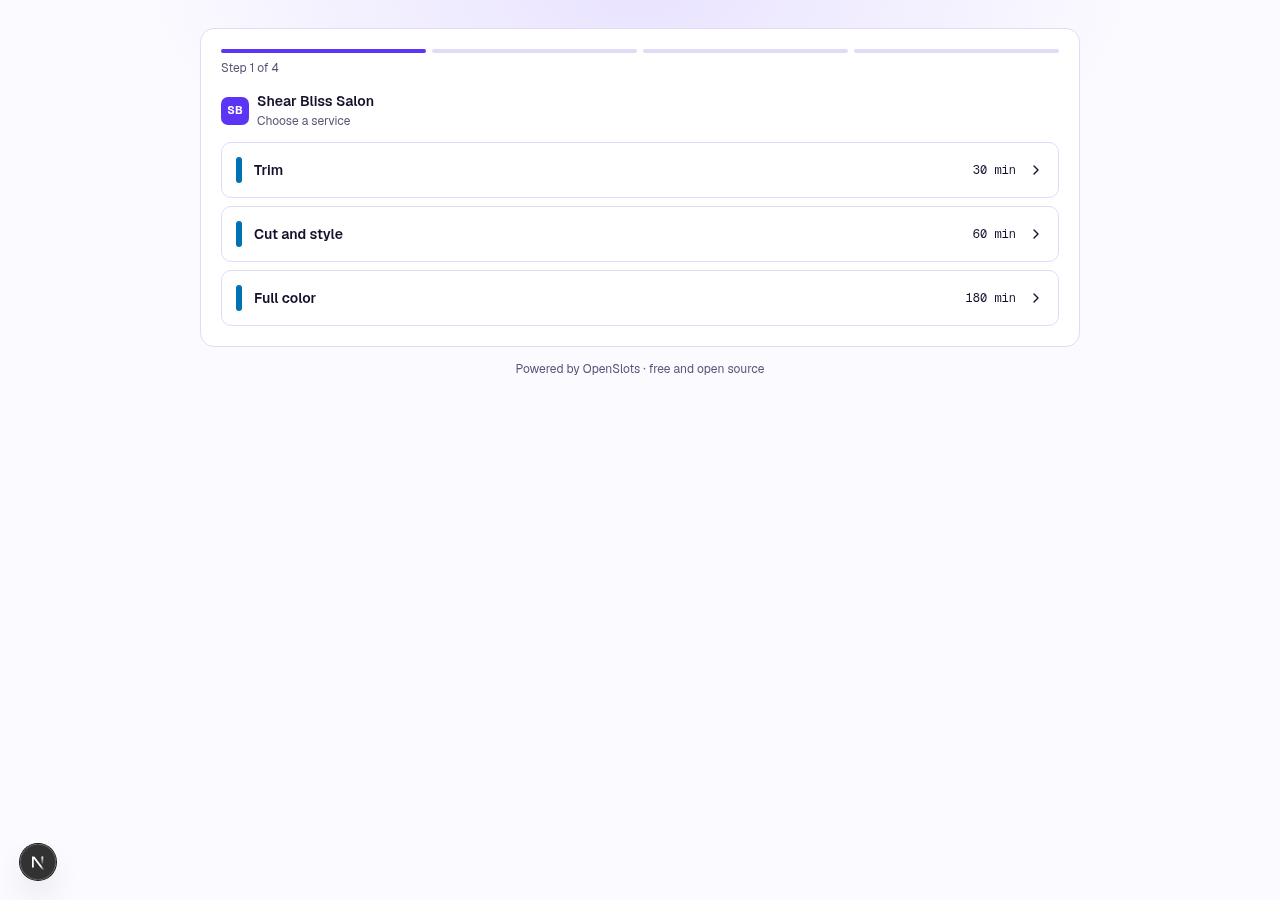 Step 1 of 4
SB
Shear Bliss Salon
Choose a service
Trim
30 min
Cut and style
60 min
Full color
180 min
Powered by OpenSlots · free and open source
N